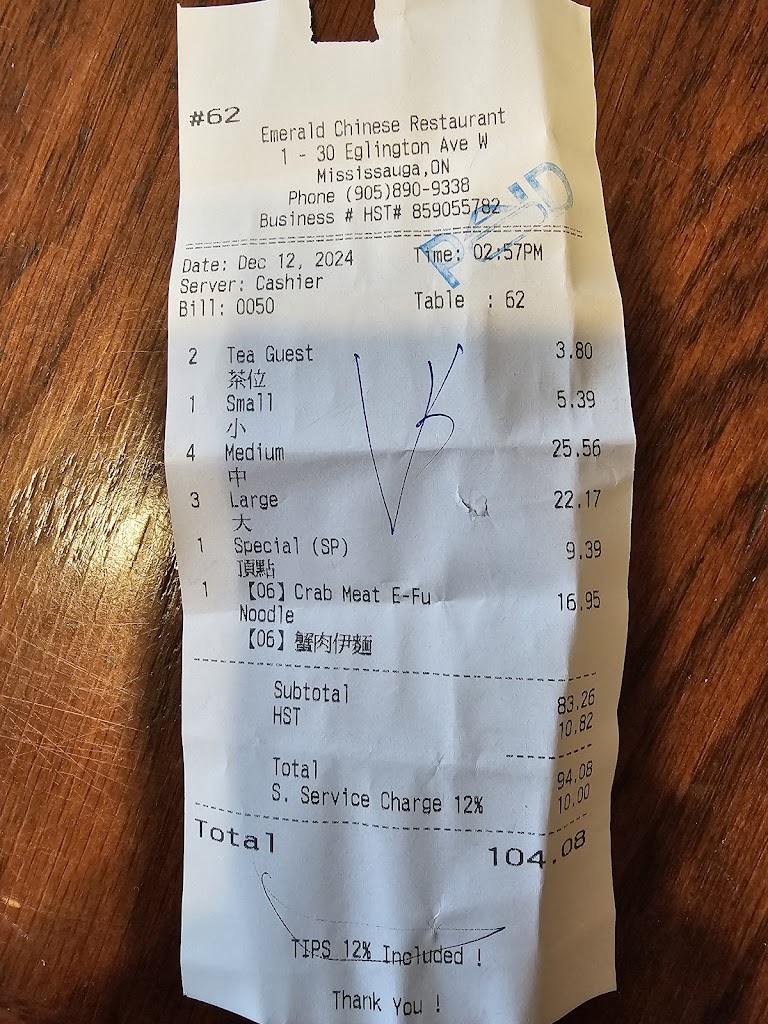 #62
Emerald Chinese Restaurant
1 - 30 Eglington Ave W
Mississauga,ON
Phone (905)890-9338
Business # HST# 859055782
PAID
Date: Dec 12, 2024 Time: 02:57PM
Server: Cashier
Bill: 0050 Table : 62
2 Tea Guest 3.80
茶位
1 Small 5.39
小
4 Medium 25.56
中
3 Large 22.17
大
1 Special (SP) 9.39
頂點
1 【06】Crab Meat E-Fu 16.95
Noodle
【06】蟹肉伊麵
Subtotal 83.26
HST 10.82
Total 94.08
S. Service Charge 12% 10.00
Total 104.08
TIPS 12% Included !
Thank You !